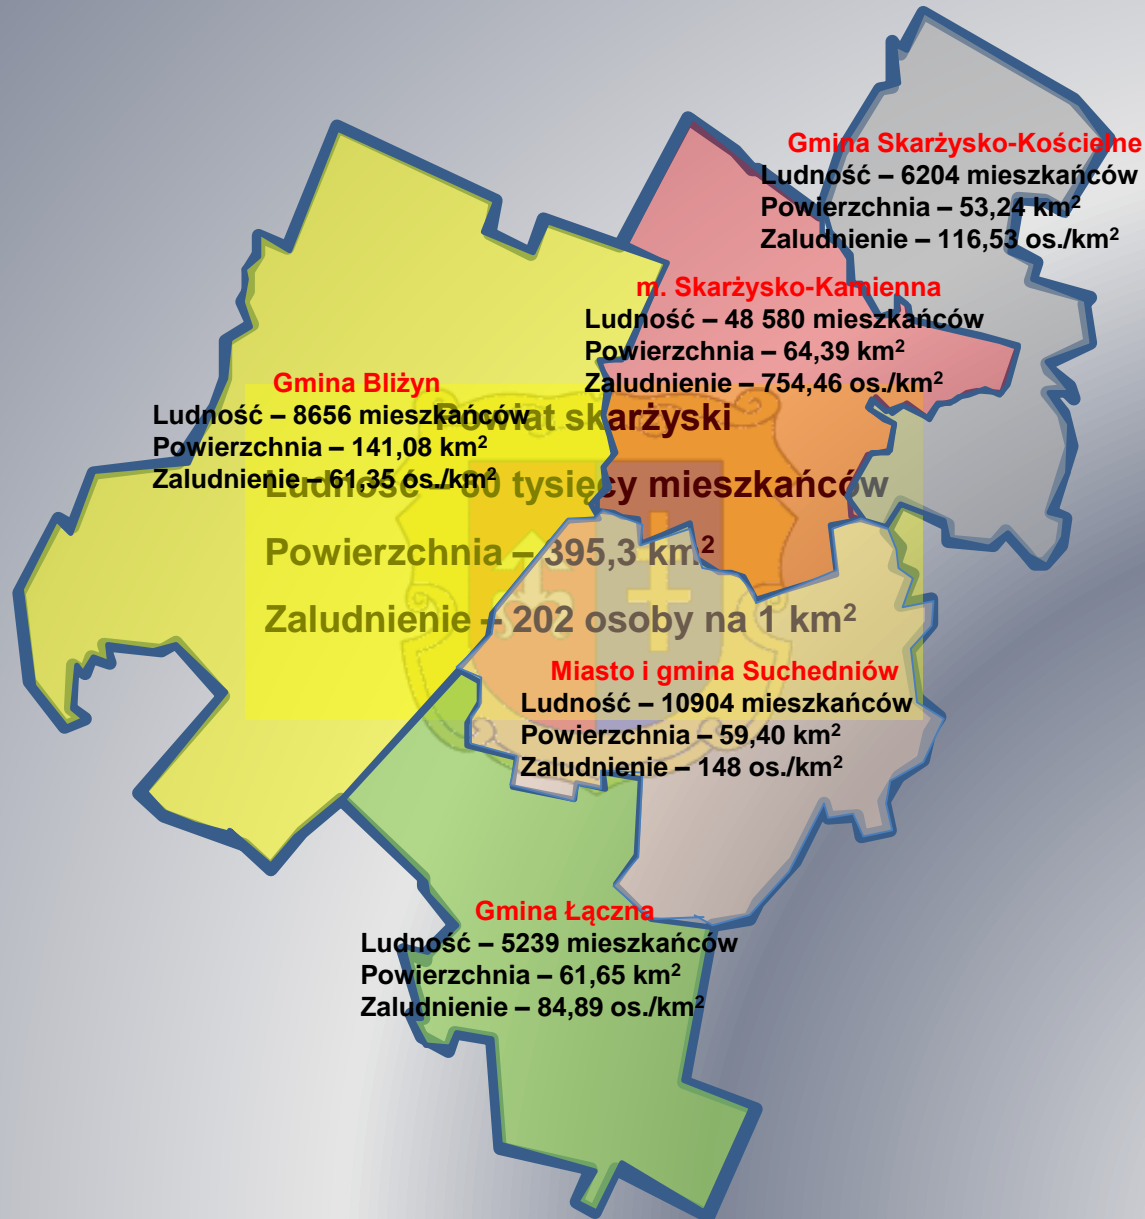 Gmina Skarżysko-Kościelne
Ludność – 6204 mieszkańców
Powierzchnia – 53,24 km²
Zaludnienie – 116,53 os./km²
m. Skarżysko-Kamienna
Ludność – 48 580 mieszkańców
Powierzchnia – 64,39 km²
Zaludnienie – 754,46 os./km²
Gmina Bliżyn
Ludność – 8656 mieszkańców
Powierzchnia – 141,08 km²
Zaludnienie – 61,35 os./km²
Powiat skarżyski
Ludność – 80 tysięcy mieszkańców
Powierzchnia – 395,3 km²
Zaludnienie – 202 osoby na 1 km²
Miasto i gmina Suchedniów
Ludność – 10904 mieszkańców
Powierzchnia – 59,40 km²
Zaludnienie – 148 os./km²
Gmina Łączna
Ludność – 5239 mieszkańców
Powierzchnia – 61,65 km²
Zaludnienie – 84,89 os./km²